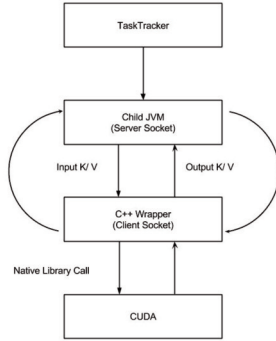 TaskTracker
Child JVM
(Server Socket)
Input K/ V
Output K/ V
C++ Wrapper
(Client Socket)
Native Library Call
CUDA